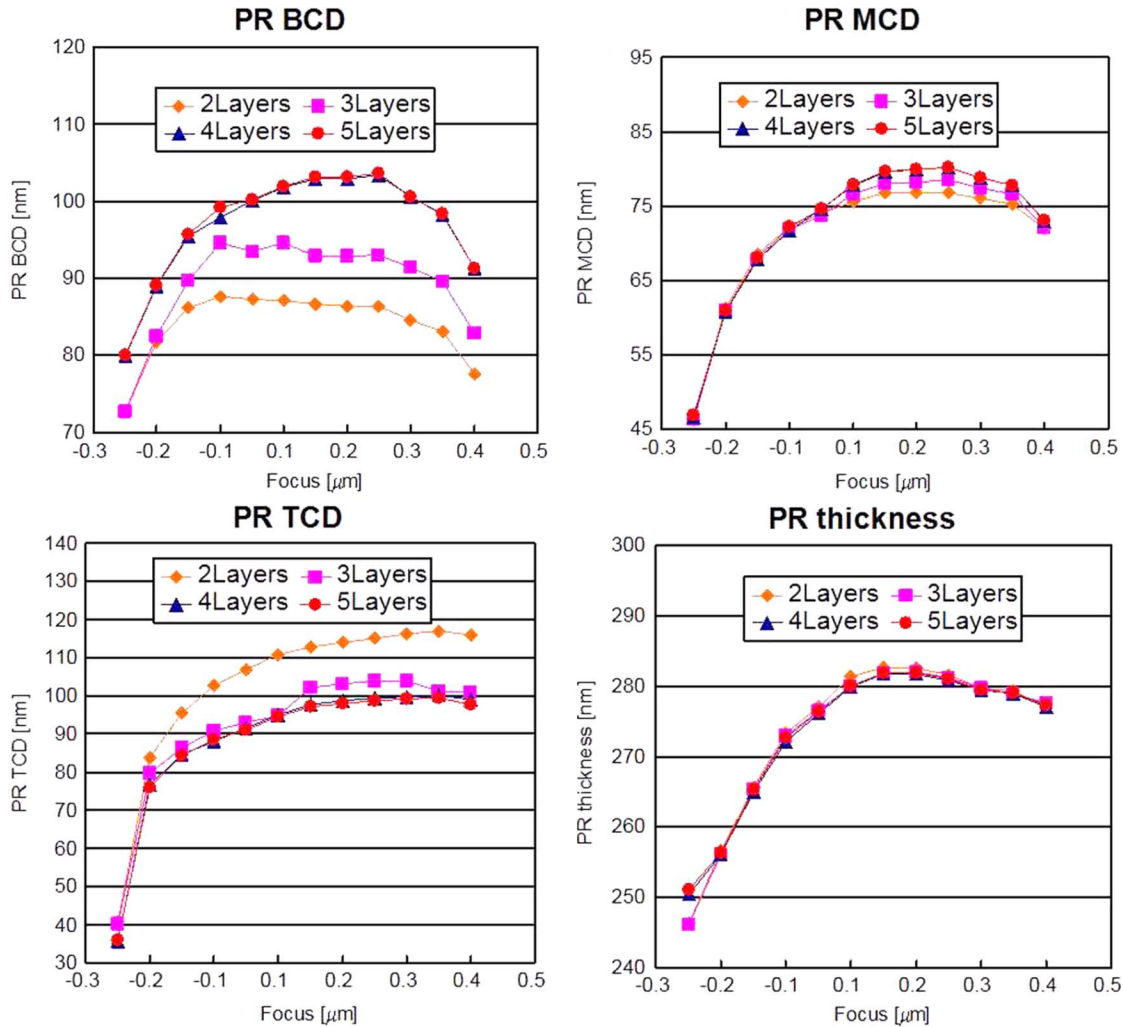 PR BCD
120
110
100
90
80
70
PR BCD [nm]
2Layers
3Layers
4Layers
5Layers
-0.3
-0.2
-0.1
0.1
0.2
0.3
0.4
0.5
Focus [μm]
PR MCD
95
85
75
65
55
45
PR MCD [nm]
2Layers
3Layers
4Layers
5Layers
-0.3
-0.2
-0.1
0.1
0.2
0.3
0.4
0.5
Focus [μm]
PR TCD
140
130
120
110
100
90
80
70
60
50
40
30
PR TCD [nm]
2Layers
3Layers
4Layers
5Layers
-0.3
-0.2
-0.1
0.1
0.2
0.3
0.4
0.5
Focus [μm]
PR thickness
300
290
280
270
260
250
240
PR thickness [nm]
2Layers
3Layers
4Layers
5Layers
-0.3
-0.2
-0.1
0.1
0.2
0.3
0.4
0.5
Focus [μm]